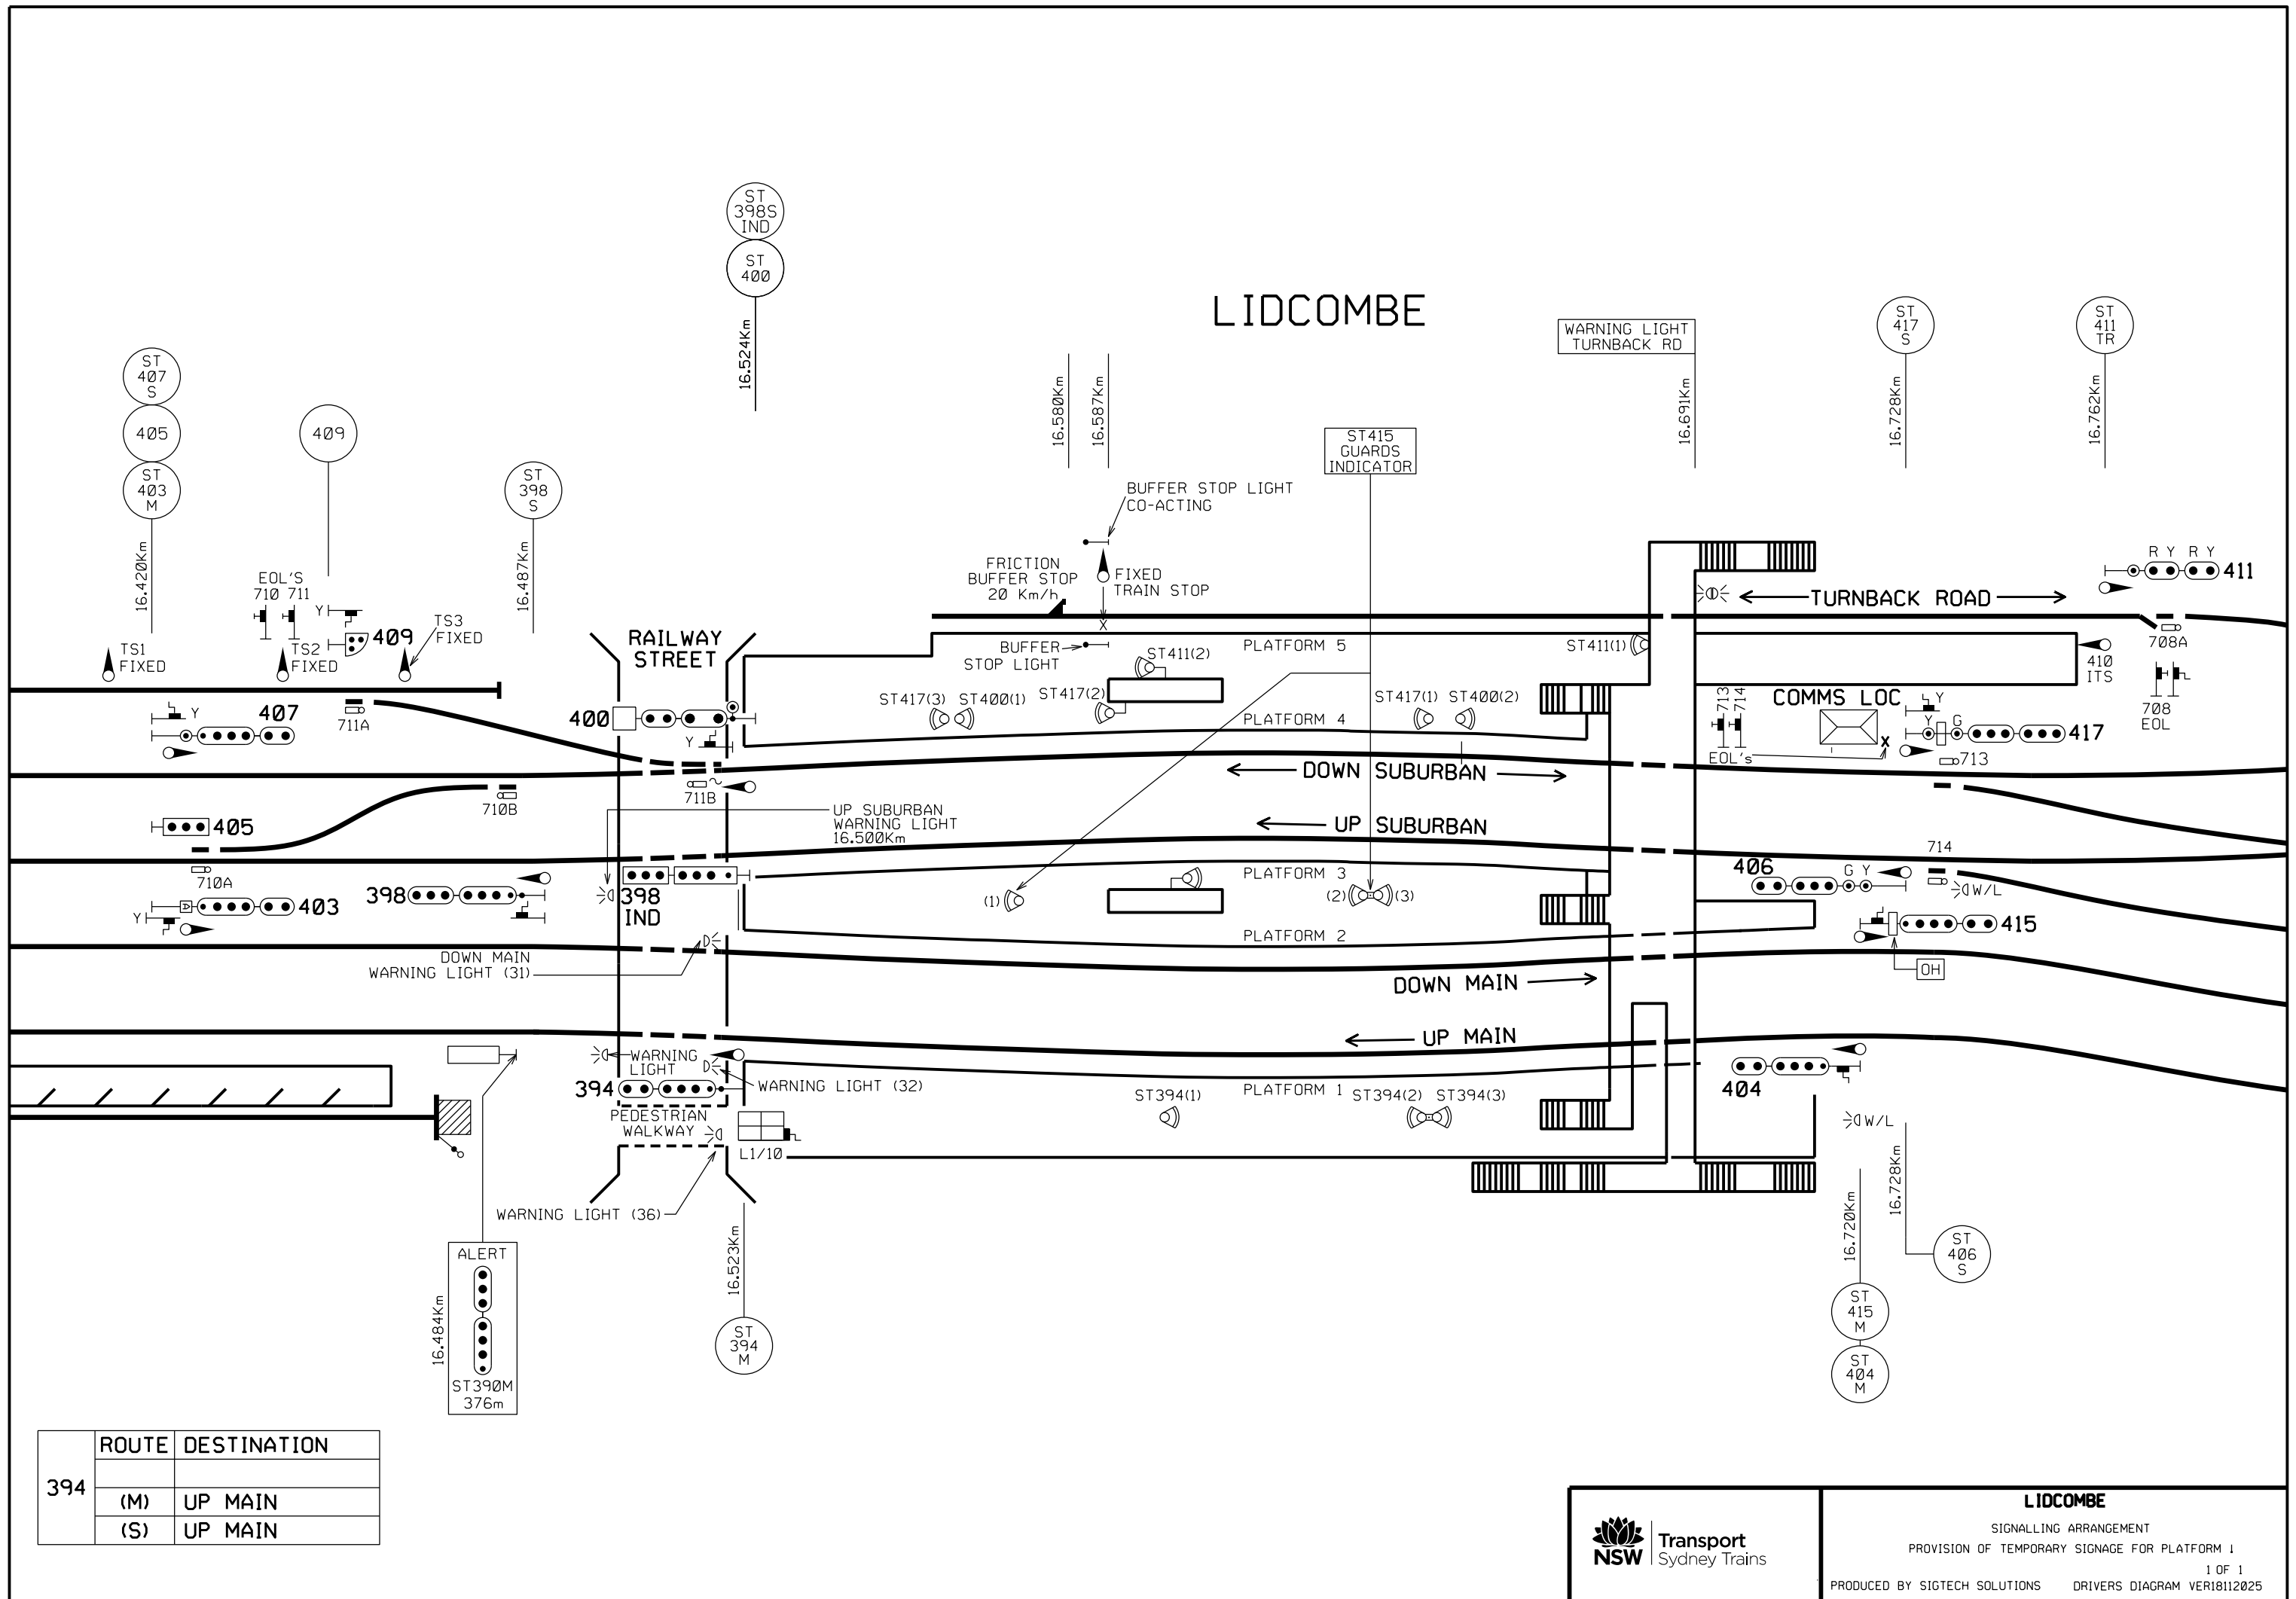 ST
398S
IND
ST
400
16.524Km
LIDCOMBE
WARNING LIGHT
TURNBACK RD
16.691Km
ST
417
S
16.728Km
ST
411
TR
16.762Km
ST
407
S
405
ST
403
M
16.420Km
409
ST
398
S
16.487Km
16.580Km
16.587Km
ST415
GUARDS
INDICATOR
BUFFER STOP LIGHT
CO-ACTING
FRICTION
BUFFER STOP
20 Km/h
FIXED
TRAIN STOP
X
BUFFER
STOP LIGHT
EOL'S
710 711
Y
409
TS1
FIXED
TS2
FIXED
TS3
FIXED
RAILWAY
STREET
PLATFORM 5
ST411(2)
ST411(1)
TURNBACK ROAD
R Y R Y
411
708A
410
ITS
708
EOL
Y
407
711A
400
Y
711B
ST417(3) ST400(1)
ST417(2)
PLATFORM 4
ST417(1) ST400(2)
713
714
EOL's
COMMS LOC
X
Y
Y G
417
713
DOWN SUBURBAN
710B
405
710A
UP SUBURBAN
WARNING LIGHT
16.500Km
UP SUBURBAN
714
406
G Y
W/L
Y
A
403
398
398
IND
PLATFORM 3
(1)
(2)
(3)
PLATFORM 2
415
OH
DOWN MAIN
WARNING LIGHT (31)
DOWN MAIN
UP MAIN
WARNING
LIGHT
WARNING LIGHT (32)
394
PEDESTRIAN
WALKWAY
L1/10
ST394(1)
PLATFORM 1
ST394(2) ST394(3)
404
W/L
WARNING LIGHT (36)
16.728Km
ST
406
S
16.720Km
ST
415
M
ST
404
M
16.523Km
ST
394
M
16.484Km
ALERT
ST390M
376m
394
ROUTE DESTINATION
(M) UP MAIN
(S) UP MAIN
NSW
Transport
Sydney Trains
LIDCOMBE
SIGNALLING ARRANGEMENT
PROVISION OF TEMPORARY SIGNAGE FOR PLATFORM 1
1 OF 1
PRODUCED BY SIGTECH SOLUTIONS DRIVERS DIAGRAM VER18112025